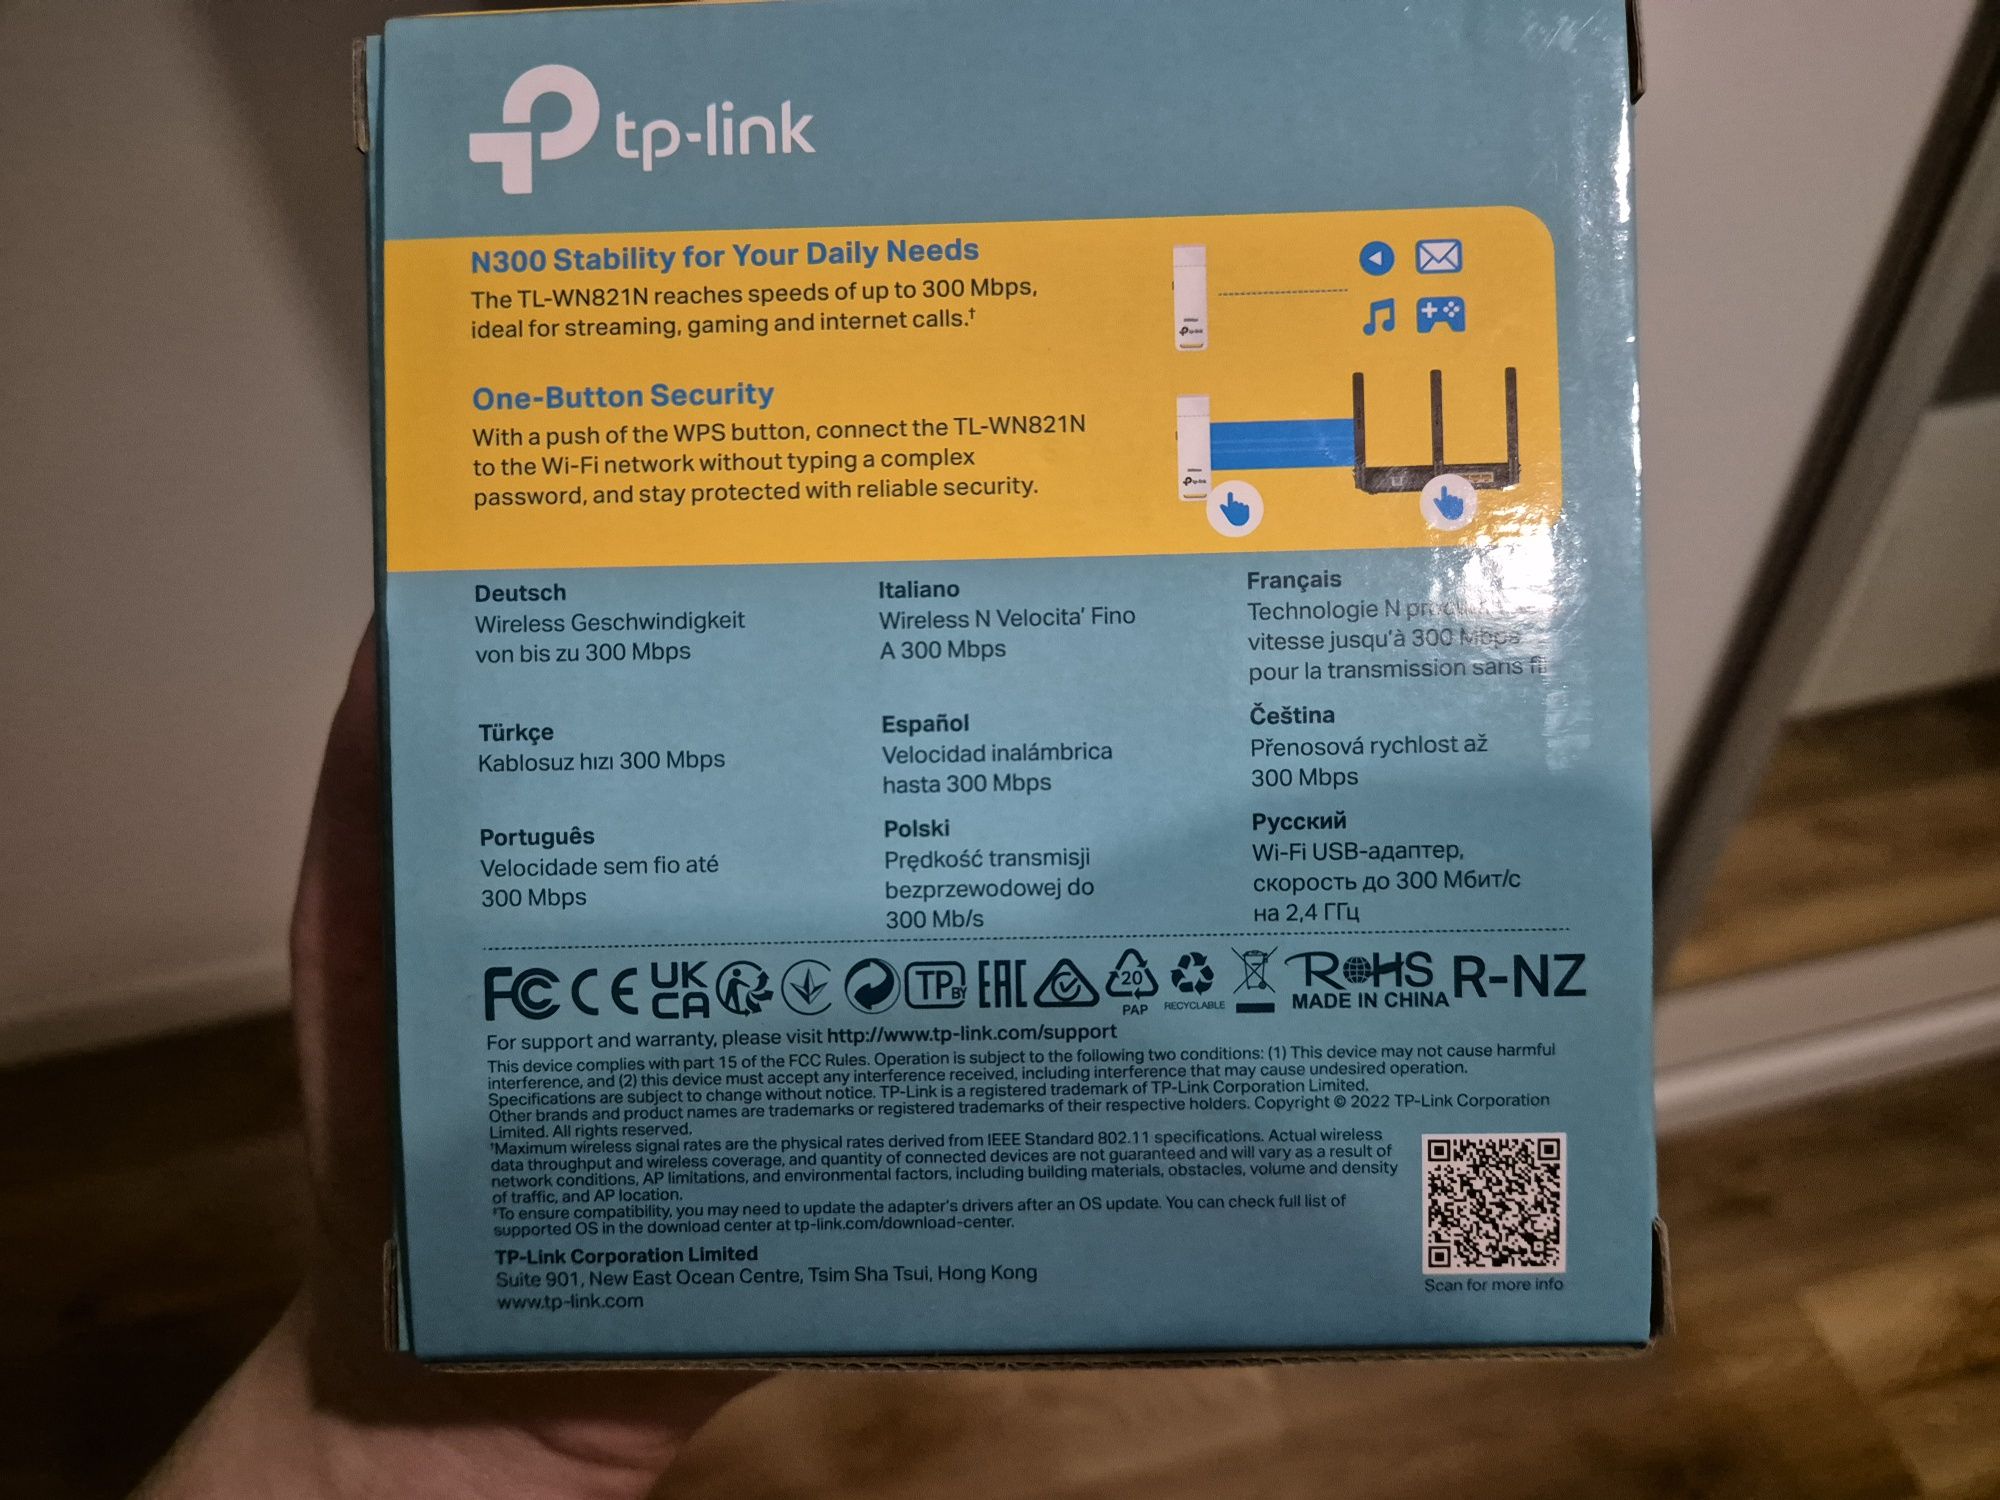 tp-link
N300 Stability for Your Daily Needs
The TL-WN821N reaches speeds of up to 300 Mbps,
ideal for streaming, gaming and internet calls.†
tp-link
One-Button Security
With a push of the WPS button, connect the TL-WN821N
to the Wi-Fi network without typing a complex
password, and stay protected with reliable security.
tp-link
Deutsch
Wireless Geschwindigkeit
von bis zu 300 Mbps
Italiano
Wireless N Velocita' Fino
A 300 Mbps
Français
Technologie N
vitesse jusqu'à 300 Mbps
pour la transmission sans fil
Türkçe
Kablosuz hızı 300 Mbps
Español
Velocidad inalámbrica
hasta 300 Mbps
Čeština
Přenosová rychlost až
300 Mbps
Português
Velocidade sem fio até
300 Mbps
Polski
Prędkość transmisji
bezprzewodowej do
300 Mb/s
Русский
Wi-Fi USB-адаптер,
скорость до 300 Мбит/с
на 2,4 ГГц
FC CE UK CA TP BY EAC 20 PAP RECYCLABLE ROHS MADE IN CHINA R-NZ
For support and warranty, please visit http://www.tp-link.com/support
This device complies with part 15 of the FCC Rules. Operation is subject to the following two conditions: (1) This device may not cause harmful
interference, and (2) this device must accept any interference received, including interference that may cause undesired operation.
Specifications are subject to change without notice. TP-Link is a registered trademark of TP-Link Corporation Limited.
Other brands and product names are trademarks or registered trademarks of their respective holders. Copyright © 2022 TP-Link Corporation
Limited. All rights reserved.
†Maximum wireless signal rates are the physical rates derived from IEEE Standard 802.11 specifications. Actual wireless
data throughput and wireless coverage, and quantity of connected devices are not guaranteed and will vary as a result of
network conditions, AP limitations, and environmental factors, including building materials, obstacles, volume and density
of traffic, and AP location.
‡To ensure compatibility, you may need to update the adapter's drivers after an OS update. You can check full list of
supported OS in the download center at tp-link.com/download-center.
TP-Link Corporation Limited
Suite 901, New East Ocean Centre, Tsim Sha Tsui, Hong Kong
www.tp-link.com
Scan for more info